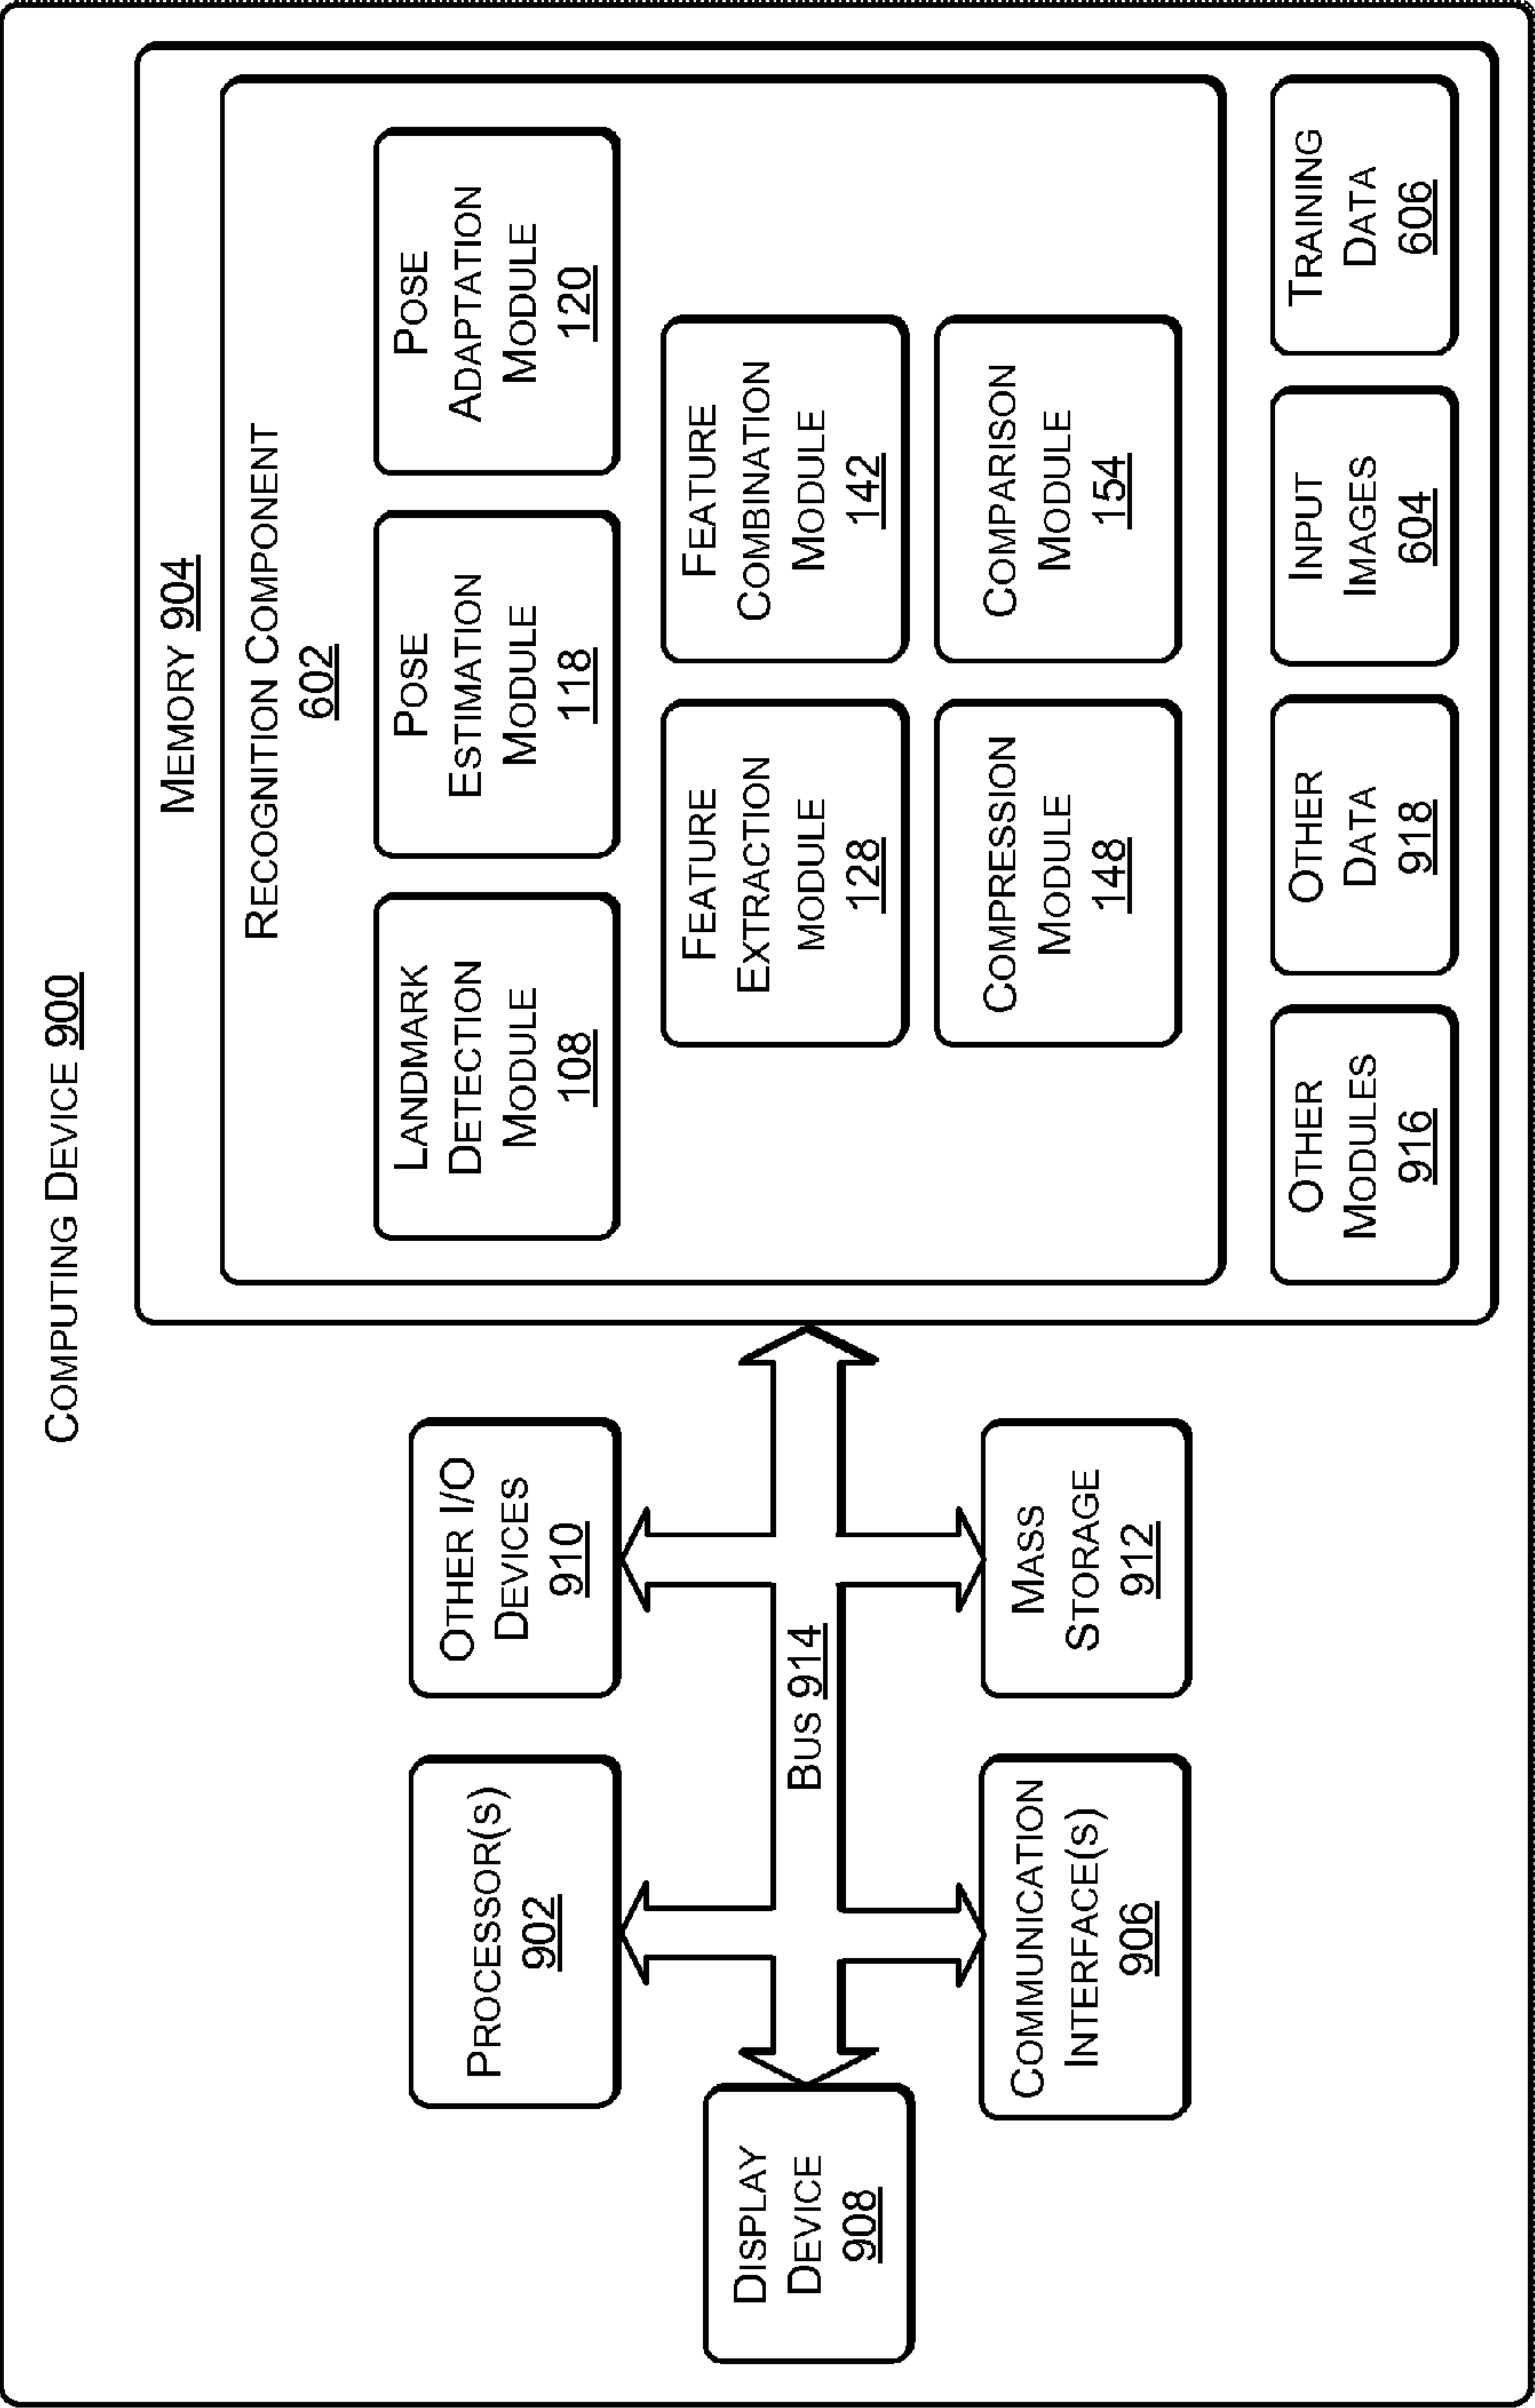 COMPUTING DEVICE 900
MEMORY 904
RECOGNITION COMPONENT
602
LANDMARK
DETECTION
MODULE
108
POSE
ESTIMATION
MODULE
118
POSE
ADAPTATION
MODULE
120
FEATURE
EXTRACTION
MODULE
128
FEATURE
COMBINATION
MODULE
142
COMPRESSION
MODULE
148
COMPARISON
MODULE
154
OTHER
MODULES
916
OTHER
DATA
918
INPUT
IMAGES
604
TRAINING
DATA
606
PROCESSOR(S)
902
OTHER I/O
DEVICES
910
DISPLAY
DEVICE
908
BUS 914
COMMUNICATION
INTERFACE(S)
906
MASS
STORAGE
912